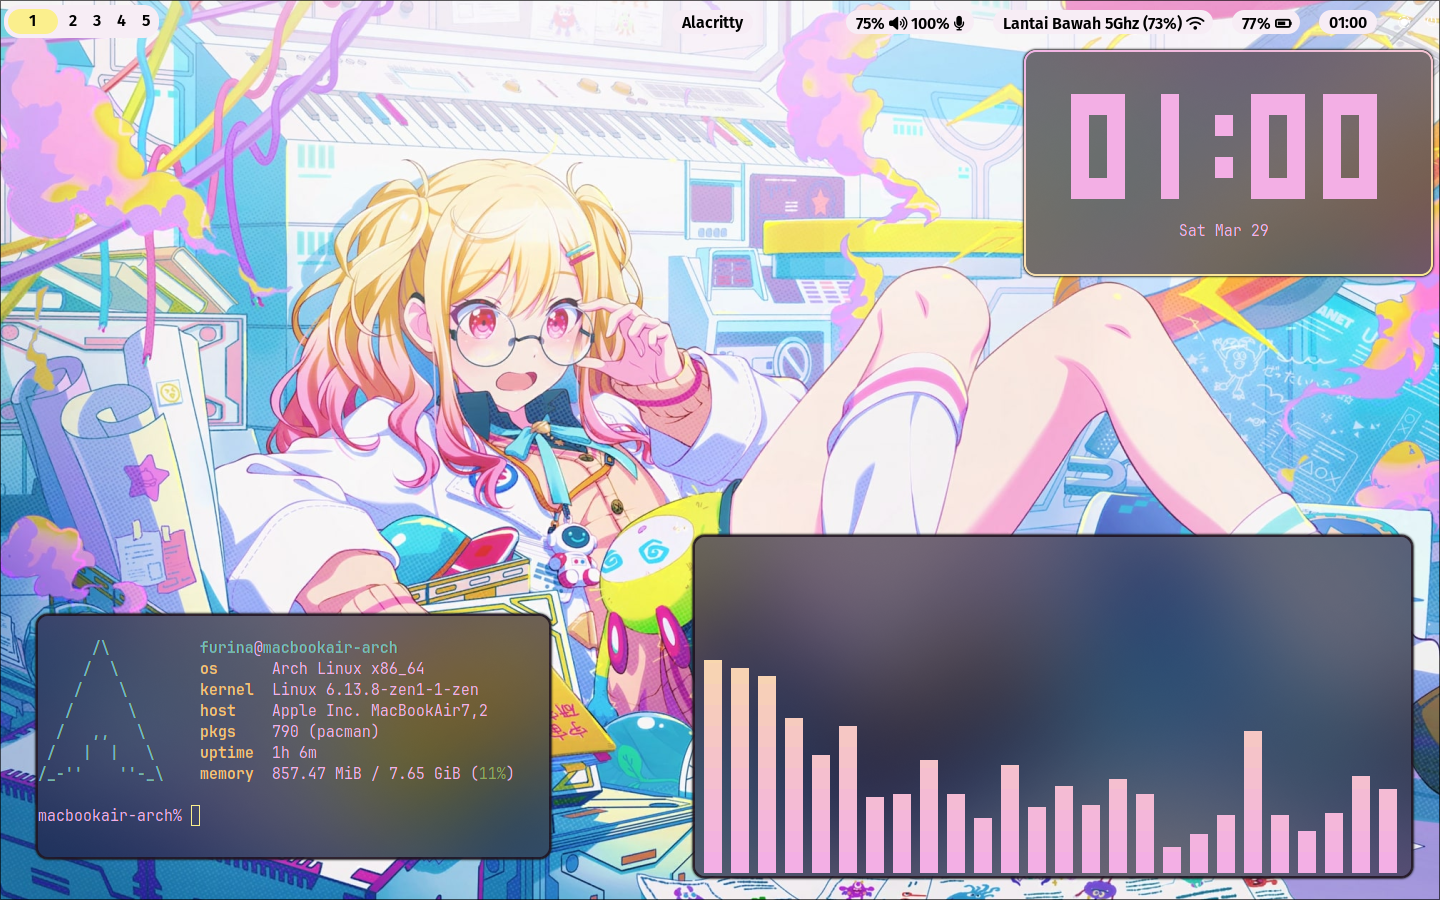 1 2 3 4 5
Alacritty
75% 100%
Lantai Bawah 5Ghz (73%)
77%
01:00
01:00
Sat Mar 29
ANET
furina@macbookair-arch
os Arch Linux x86_64
kernel Linux 6.13.8-zen1-1-zen
host Apple Inc. MacBookAir7,2
pkgs 790 (pacman)
uptime 1h 6m
memory 857.47 MiB / 7.65 GiB (11%)
macbookair-arch%